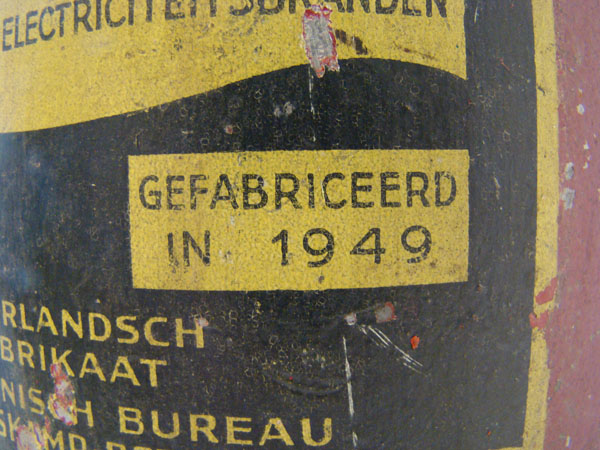 ELECTRICITEITSBRANDEN
GEFABRICEERD
IN 1949
RLANDSCH
BRIKAAT
NISCH BUREAU